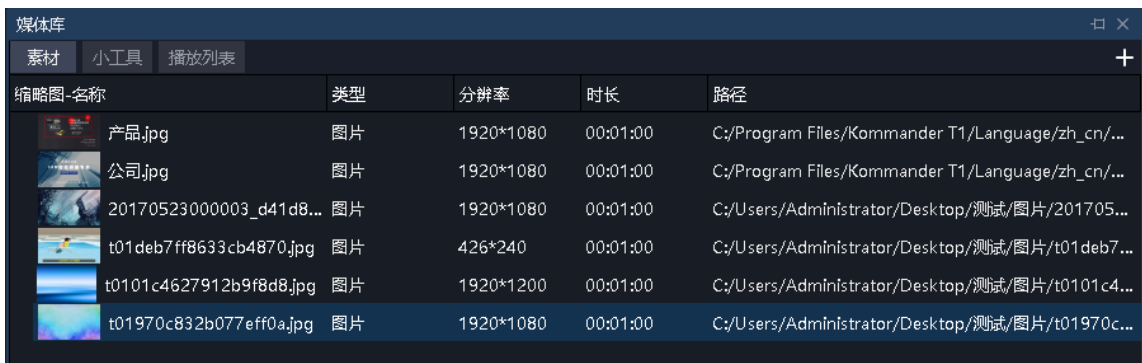 媒体库
素材 小工具 播放列表
缩略图-名称 类型 分辨率 时长 路径
产品.jpg 图片 1920*1080 00:01:00 C:/Program Files/Kommander T1/Language/zh_cn/...
公司.jpg 图片 1920*1080 00:01:00 C:/Program Files/Kommander T1/Language/zh_cn/...
20170523000003_d41d8... 图片 1920*1080 00:01:00 C:/Users/Administrator/Desktop/测试/图片/201705...
t01deb7ff8633cb4870.jpg 图片 426*240 00:01:00 C:/Users/Administrator/Desktop/测试/图片/t01deb7...
t0101c4627912b9f8d8.jpg 图片 1920*1200 00:01:00 C:/Users/Administrator/Desktop/测试/图片/t0101c4...
t01970c832b077eff0a.jpg 图片 1920*1080 00:01:00 C:/Users/Administrator/Desktop/测试/图片/t01970c...